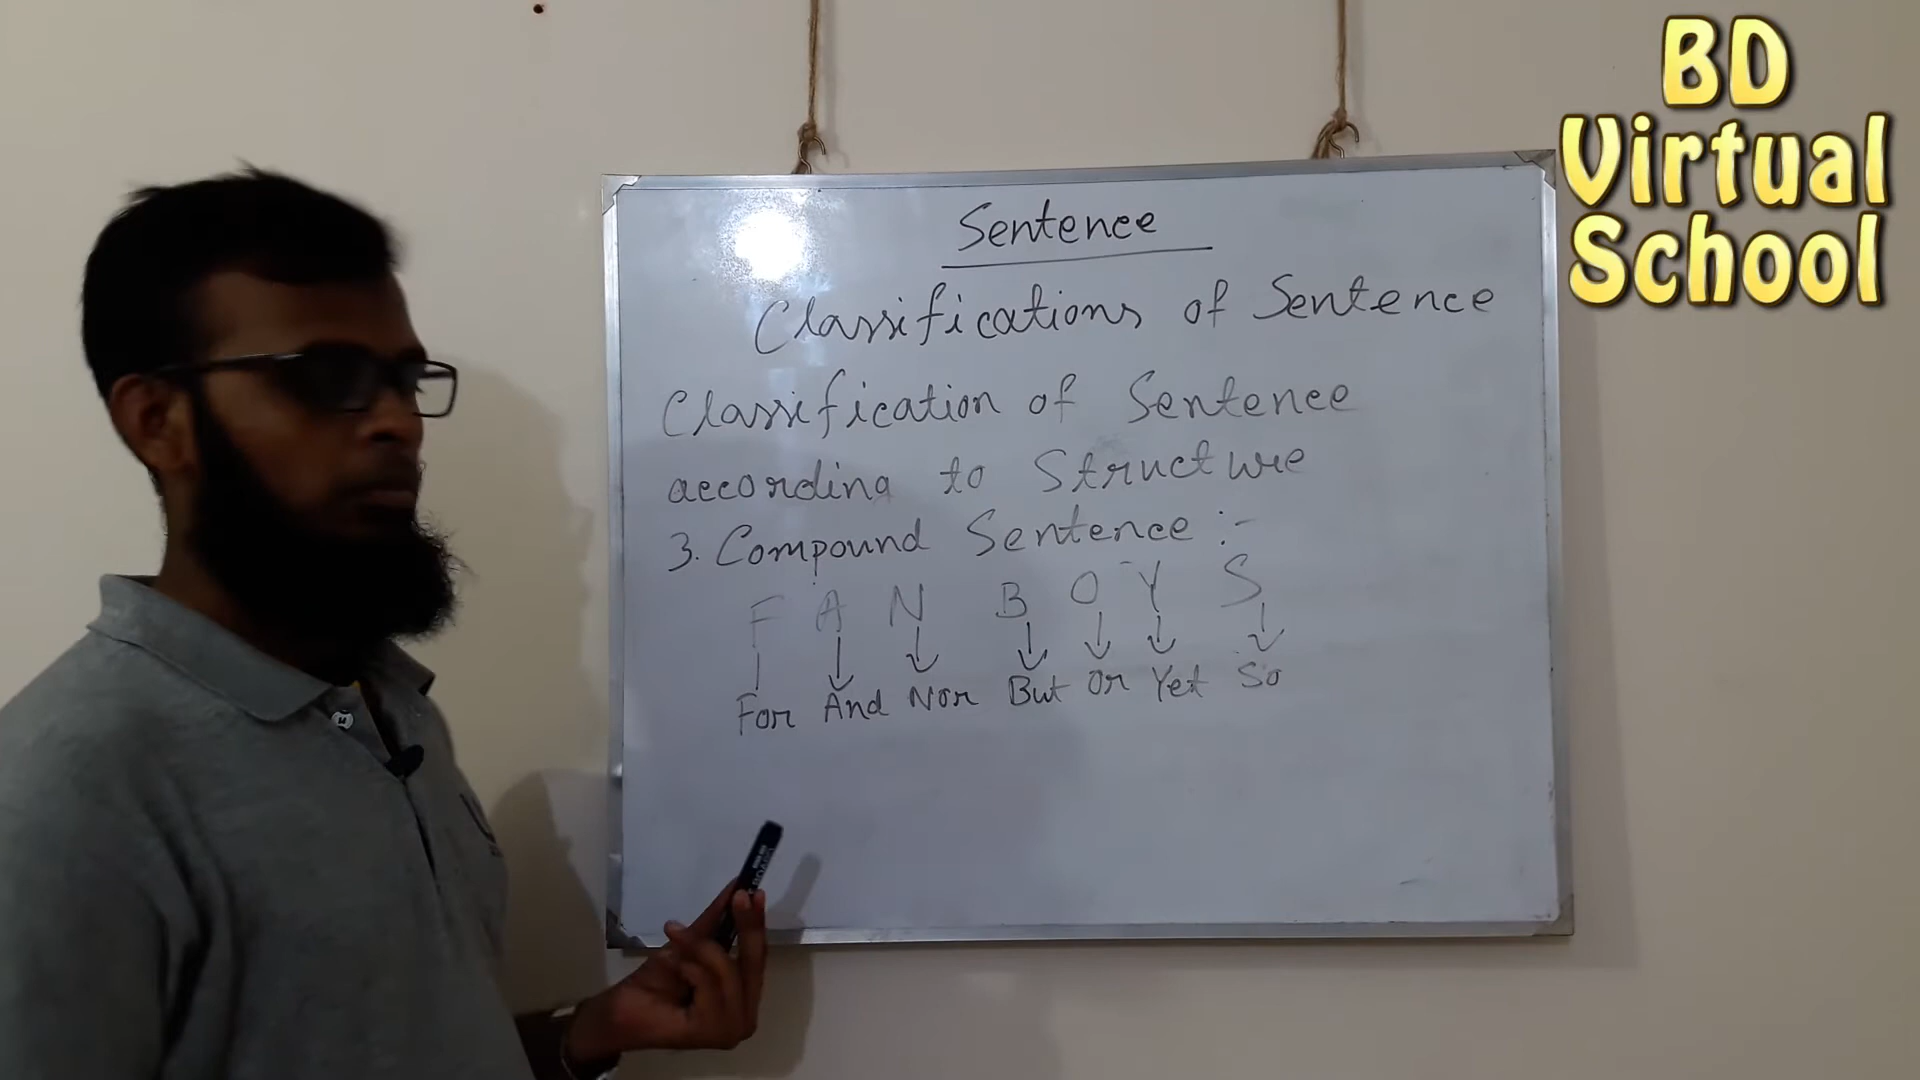 BD
Virtual
School
Sentence
Classifications of Sentence
Classification of Sentence
according to Structure
3. Compound Sentence :-
F A N B O Y S
For And Nor But Or Yet So